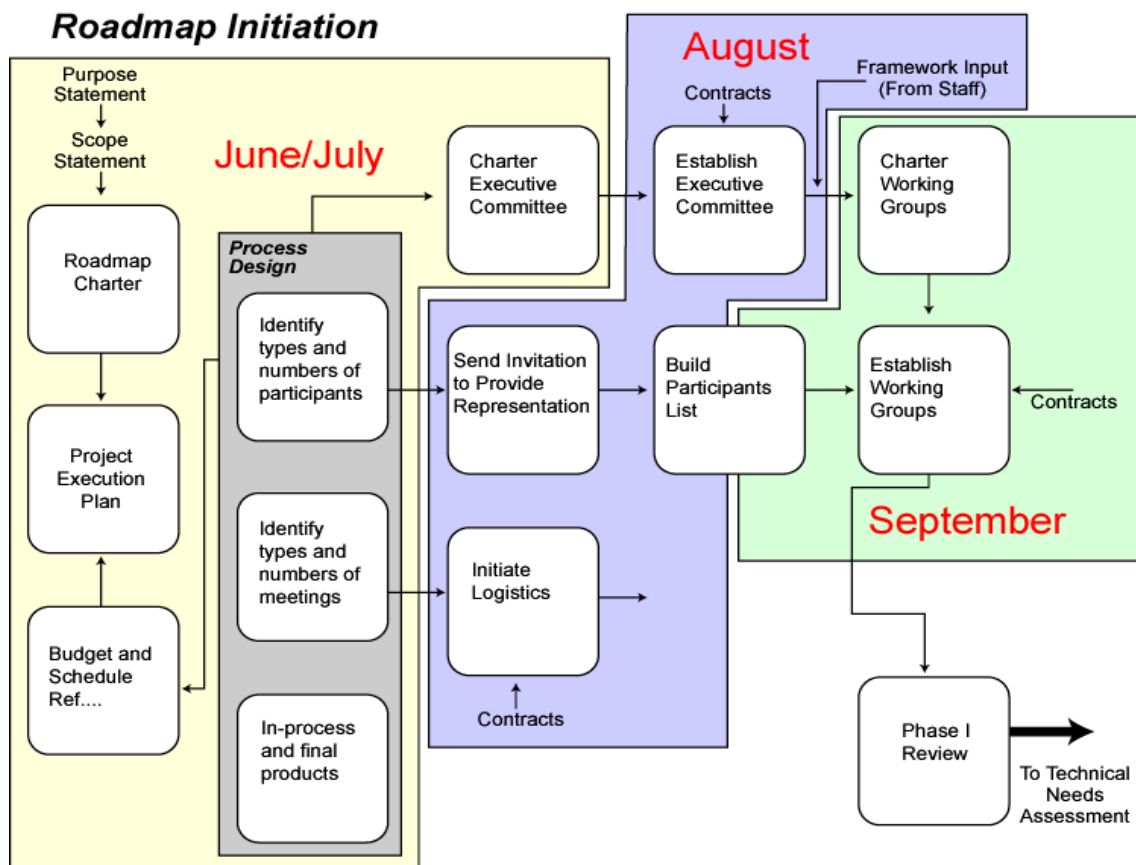 Roadmap Initiation
Purpose
Statement
Scope
Statement
June/July
Roadmap
Charter
Project
Execution
Plan
Budget and
Schedule
Ref....
Process
Design
Identify
types and
numbers of
participants
Identify
types and
numbers of
meetings
In-process
and final
products
Charter
Executive
Committee
August
Contracts
Framework Input
(From Staff)
Establish
Executive
Committee
Send Invitation
to Provide
Representation
Build
Participants
List
Initiate
Logistics
Contracts
Charter
Working
Groups
Establish
Working
Groups
Contracts
September
Phase I
Review
To Technical
Needs
Assessment